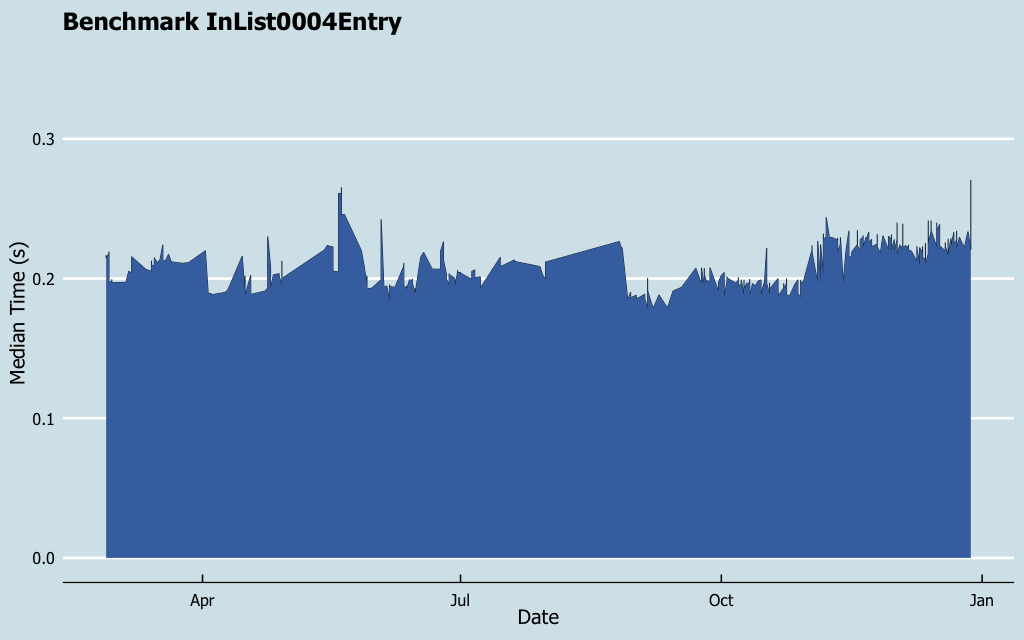 Benchmark InList0004Entry
Median Time (s)
0.3
0.2
0.1
0.0
Apr Jul Oct Jan
Date